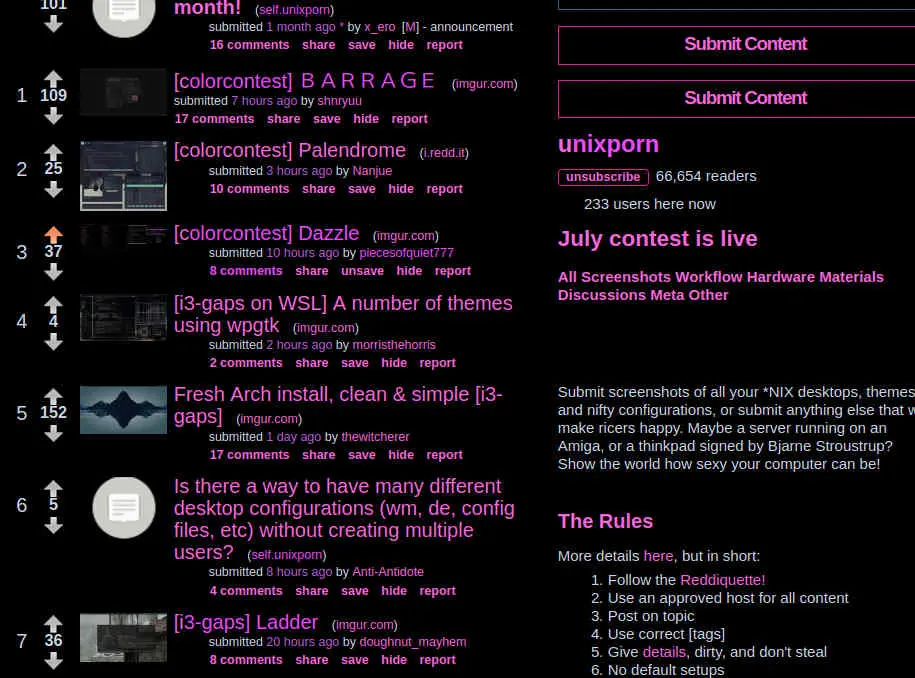 101
month! (self.unixporn)
submitted 1 month ago * by x_ero [M] - announcement
16 comments share save hide report
1
109
[colorcontest] B A R R A G E (imgur.com)
submitted 7 hours ago by shnryuu
17 comments share save hide report
2
25
[colorcontest] Palendrome (i.redd.it)
submitted 3 hours ago by Nanjue
10 comments share save hide report
3
37
[colorcontest] Dazzle (imgur.com)
submitted 10 hours ago by piecesofquiet777
8 comments share unsave hide report
4
4
[i3-gaps on WSL] A number of themes
using wpgtk (imgur.com)
submitted 2 hours ago by morristhehorris
2 comments share save hide report
5
152
Fresh Arch install, clean & simple [i3-
gaps] (imgur.com)
submitted 1 day ago by thewitcherer
17 comments share save hide report
6
5
Is there a way to have many different
desktop configurations (wm, de, config
files, etc) without creating multiple
users? (self.unixporn)
submitted 8 hours ago by Anti-Antidote
4 comments share save hide report
7
36
[i3-gaps] Ladder (imgur.com)
submitted 20 hours ago by doughnut_mayhem
8 comments share save hide report
Submit Content
Submit Content
unixporn
unsubscribe 66,654 readers
233 users here now
July contest is live
All Screenshots Workflow Hardware Materials
Discussions Meta Other
Submit screenshots of all your *NIX desktops, themes
and nifty configurations, or submit anything else that w
make ricers happy. Maybe a server running on an
Amiga, or a thinkpad signed by Bjarne Stroustrup?
Show the world how sexy your computer can be!
The Rules
More details here, but in short:
1. Follow the Reddiquette!
2. Use an approved host for all content
3. Post on topic
4. Use correct [tags]
5. Give details, dirty, and don't steal
6. No default setups